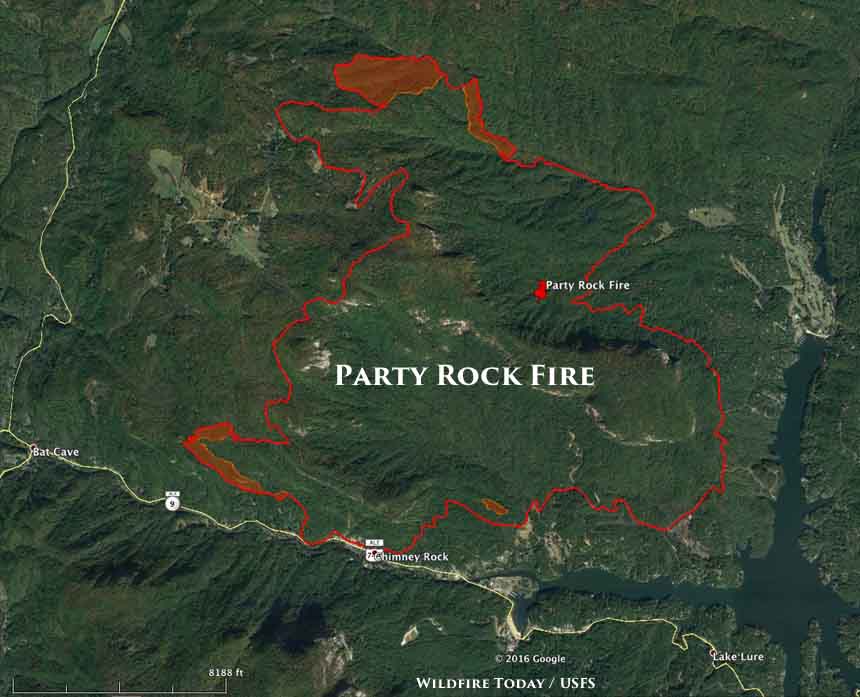 Party Rock Fire
Party Rock Fire
Bat Cave
ALT
9
ALT
Chimney Rock
© 2016 Google
Lake Lure
8188 ft
Wildfire Today / USFS